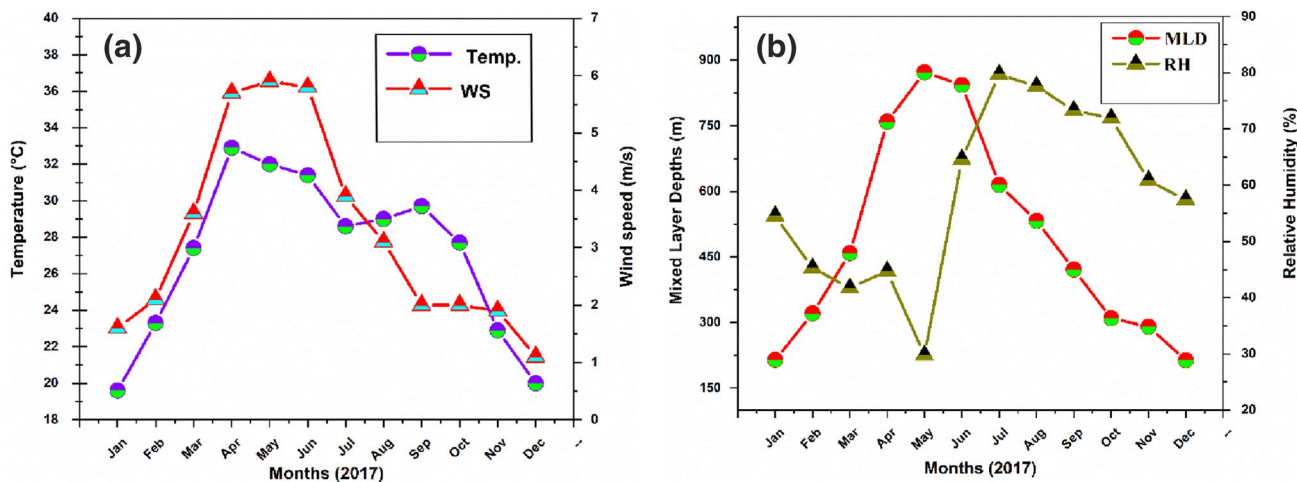 (a)
Temp.
WS
40
38
36
34
32
30
28
26
24
22
20
18
Temperature (°C)
7
6
5
4
3
2
1
0
Wind speed (m/s)
Jan Feb Mar Apr May Jun Jul Aug Sep Oct Nov Dec --
Months (2017)
(b)
MLD
RH
900
750
600
450
300
150
Mixed Layer Depths (m)
90
80
70
60
50
40
30
20
Relative Humidity (%)
Jan Feb Mar Apr May Jun Jul Aug Sep Oct Nov Dec --
Months (2017)